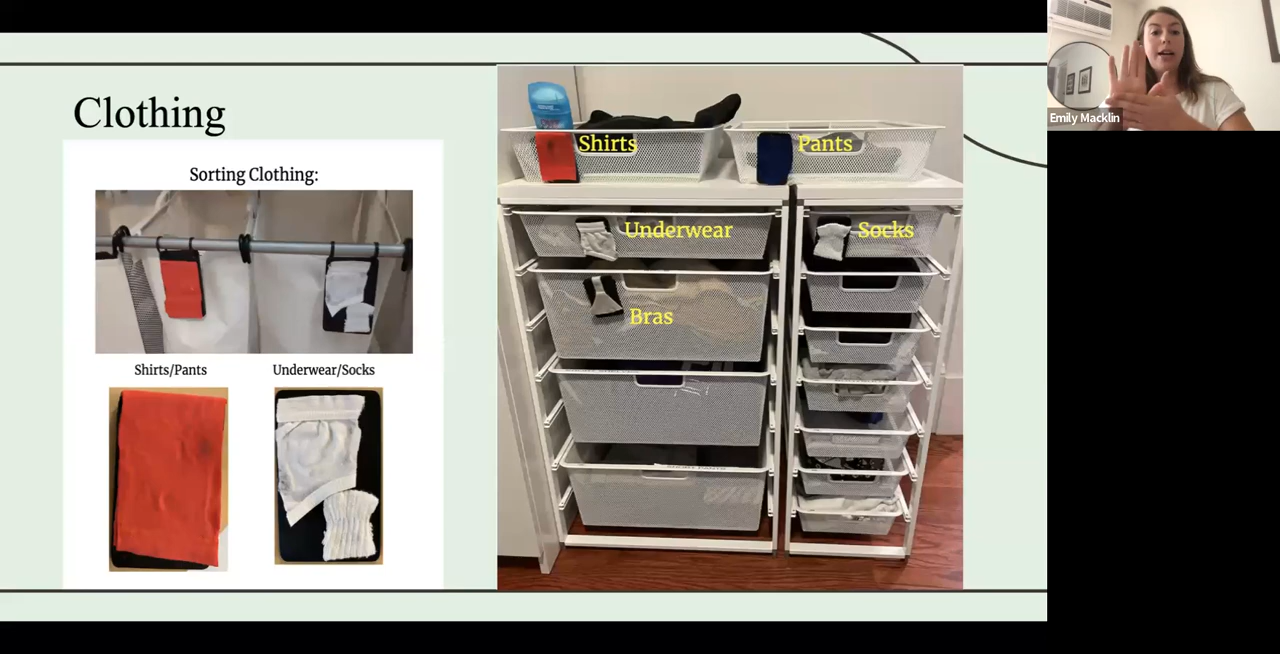 Clothing
Sorting Clothing:
Shirts/Pants
Underwear/Socks
Shirts
Pants
Underwear
Socks
Bras
Emily Macklin